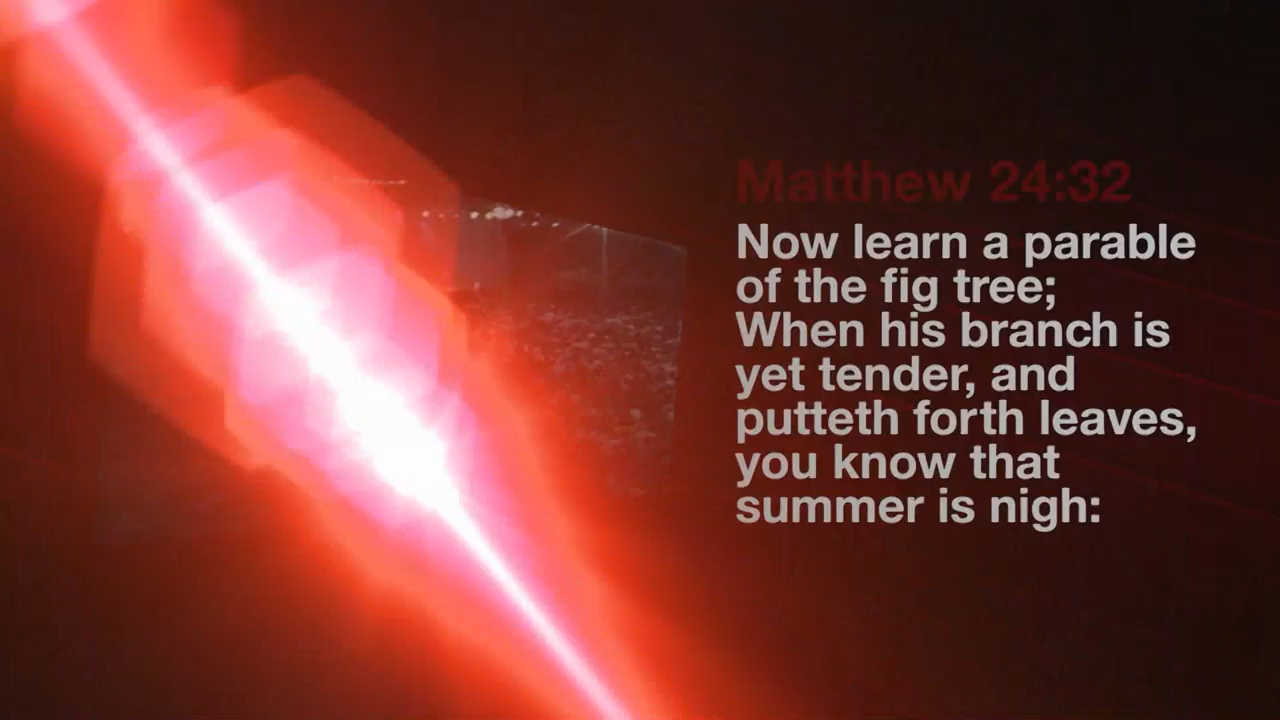 Matthew 24:32
Now learn a parable
of the fig tree;
When his branch is
yet tender, and
putteth forth leaves,
you know that
summer is nigh: